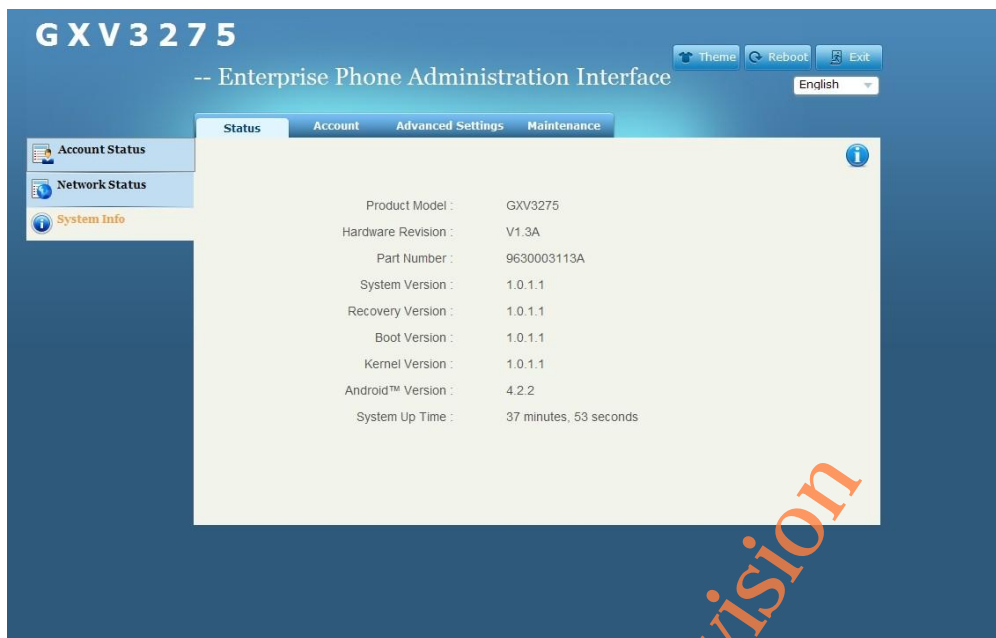 GXV3275
-- Enterprise Phone Administration Interface
Theme Reboot Exit
English
Status Account Advanced Settings Maintenance
Account Status
Network Status
System Info
Product Model : GXV3275
Hardware Revision : V1.3A
Part Number : 9630003113A
System Version : 1.0.1.1
Recovery Version : 1.0.1.1
Boot Version : 1.0.1.1
Kernel Version : 1.0.1.1
Android™ Version : 4.2.2
System Up Time : 37 minutes, 53 seconds